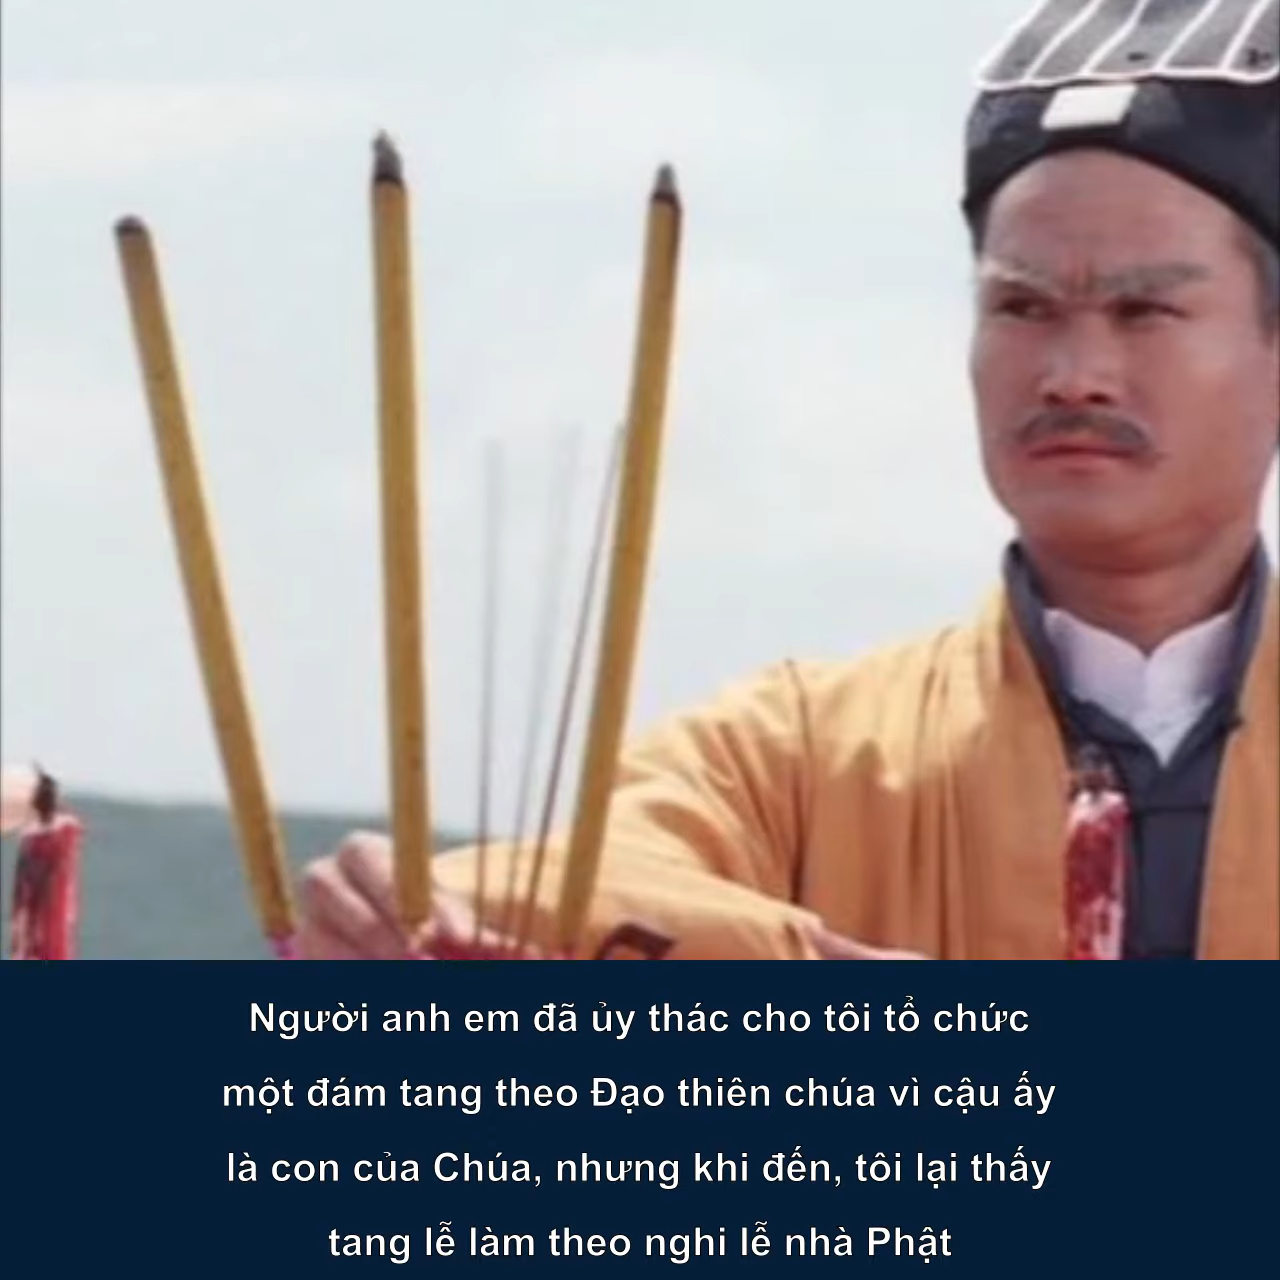 Người anh em đã ủy thác cho tôi tổ chức
một đám tang theo Đạo thiên chúa vì cậu ấy
là con của Chúa, nhưng khi đến, tôi lại thấy
tang lễ làm theo nghi lễ nhà Phật